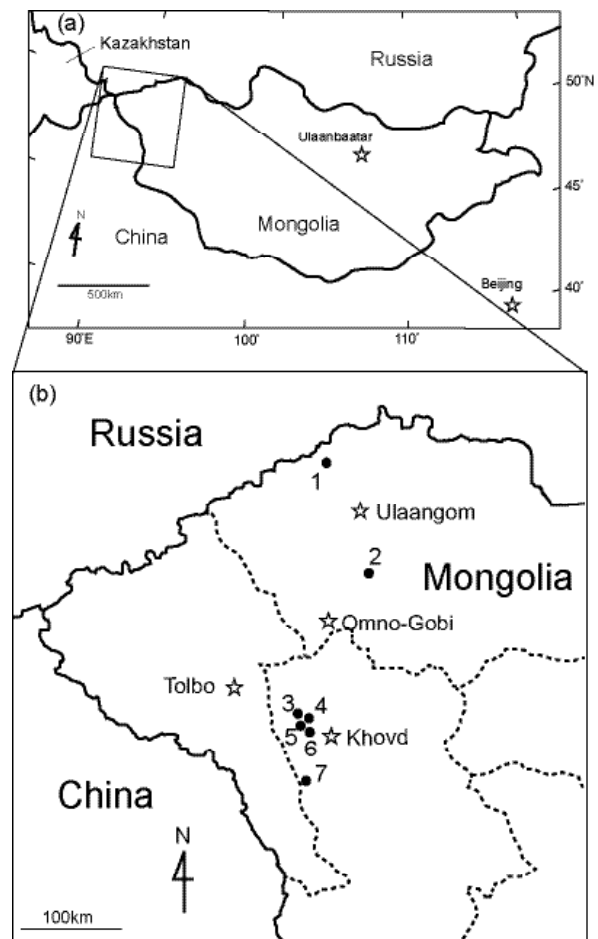 (a)
Kazakhstan
Russia
50°N
Ulaanbaatar
45°
N
China
Mongolia
500km
Beijing
40°
90°E
100°
110°
(b)
Russia
1
Ulaangom
2
Mongolia
Omno-Gobi
Tolbo
3
4
5
6
Khovd
7
China
N
100km